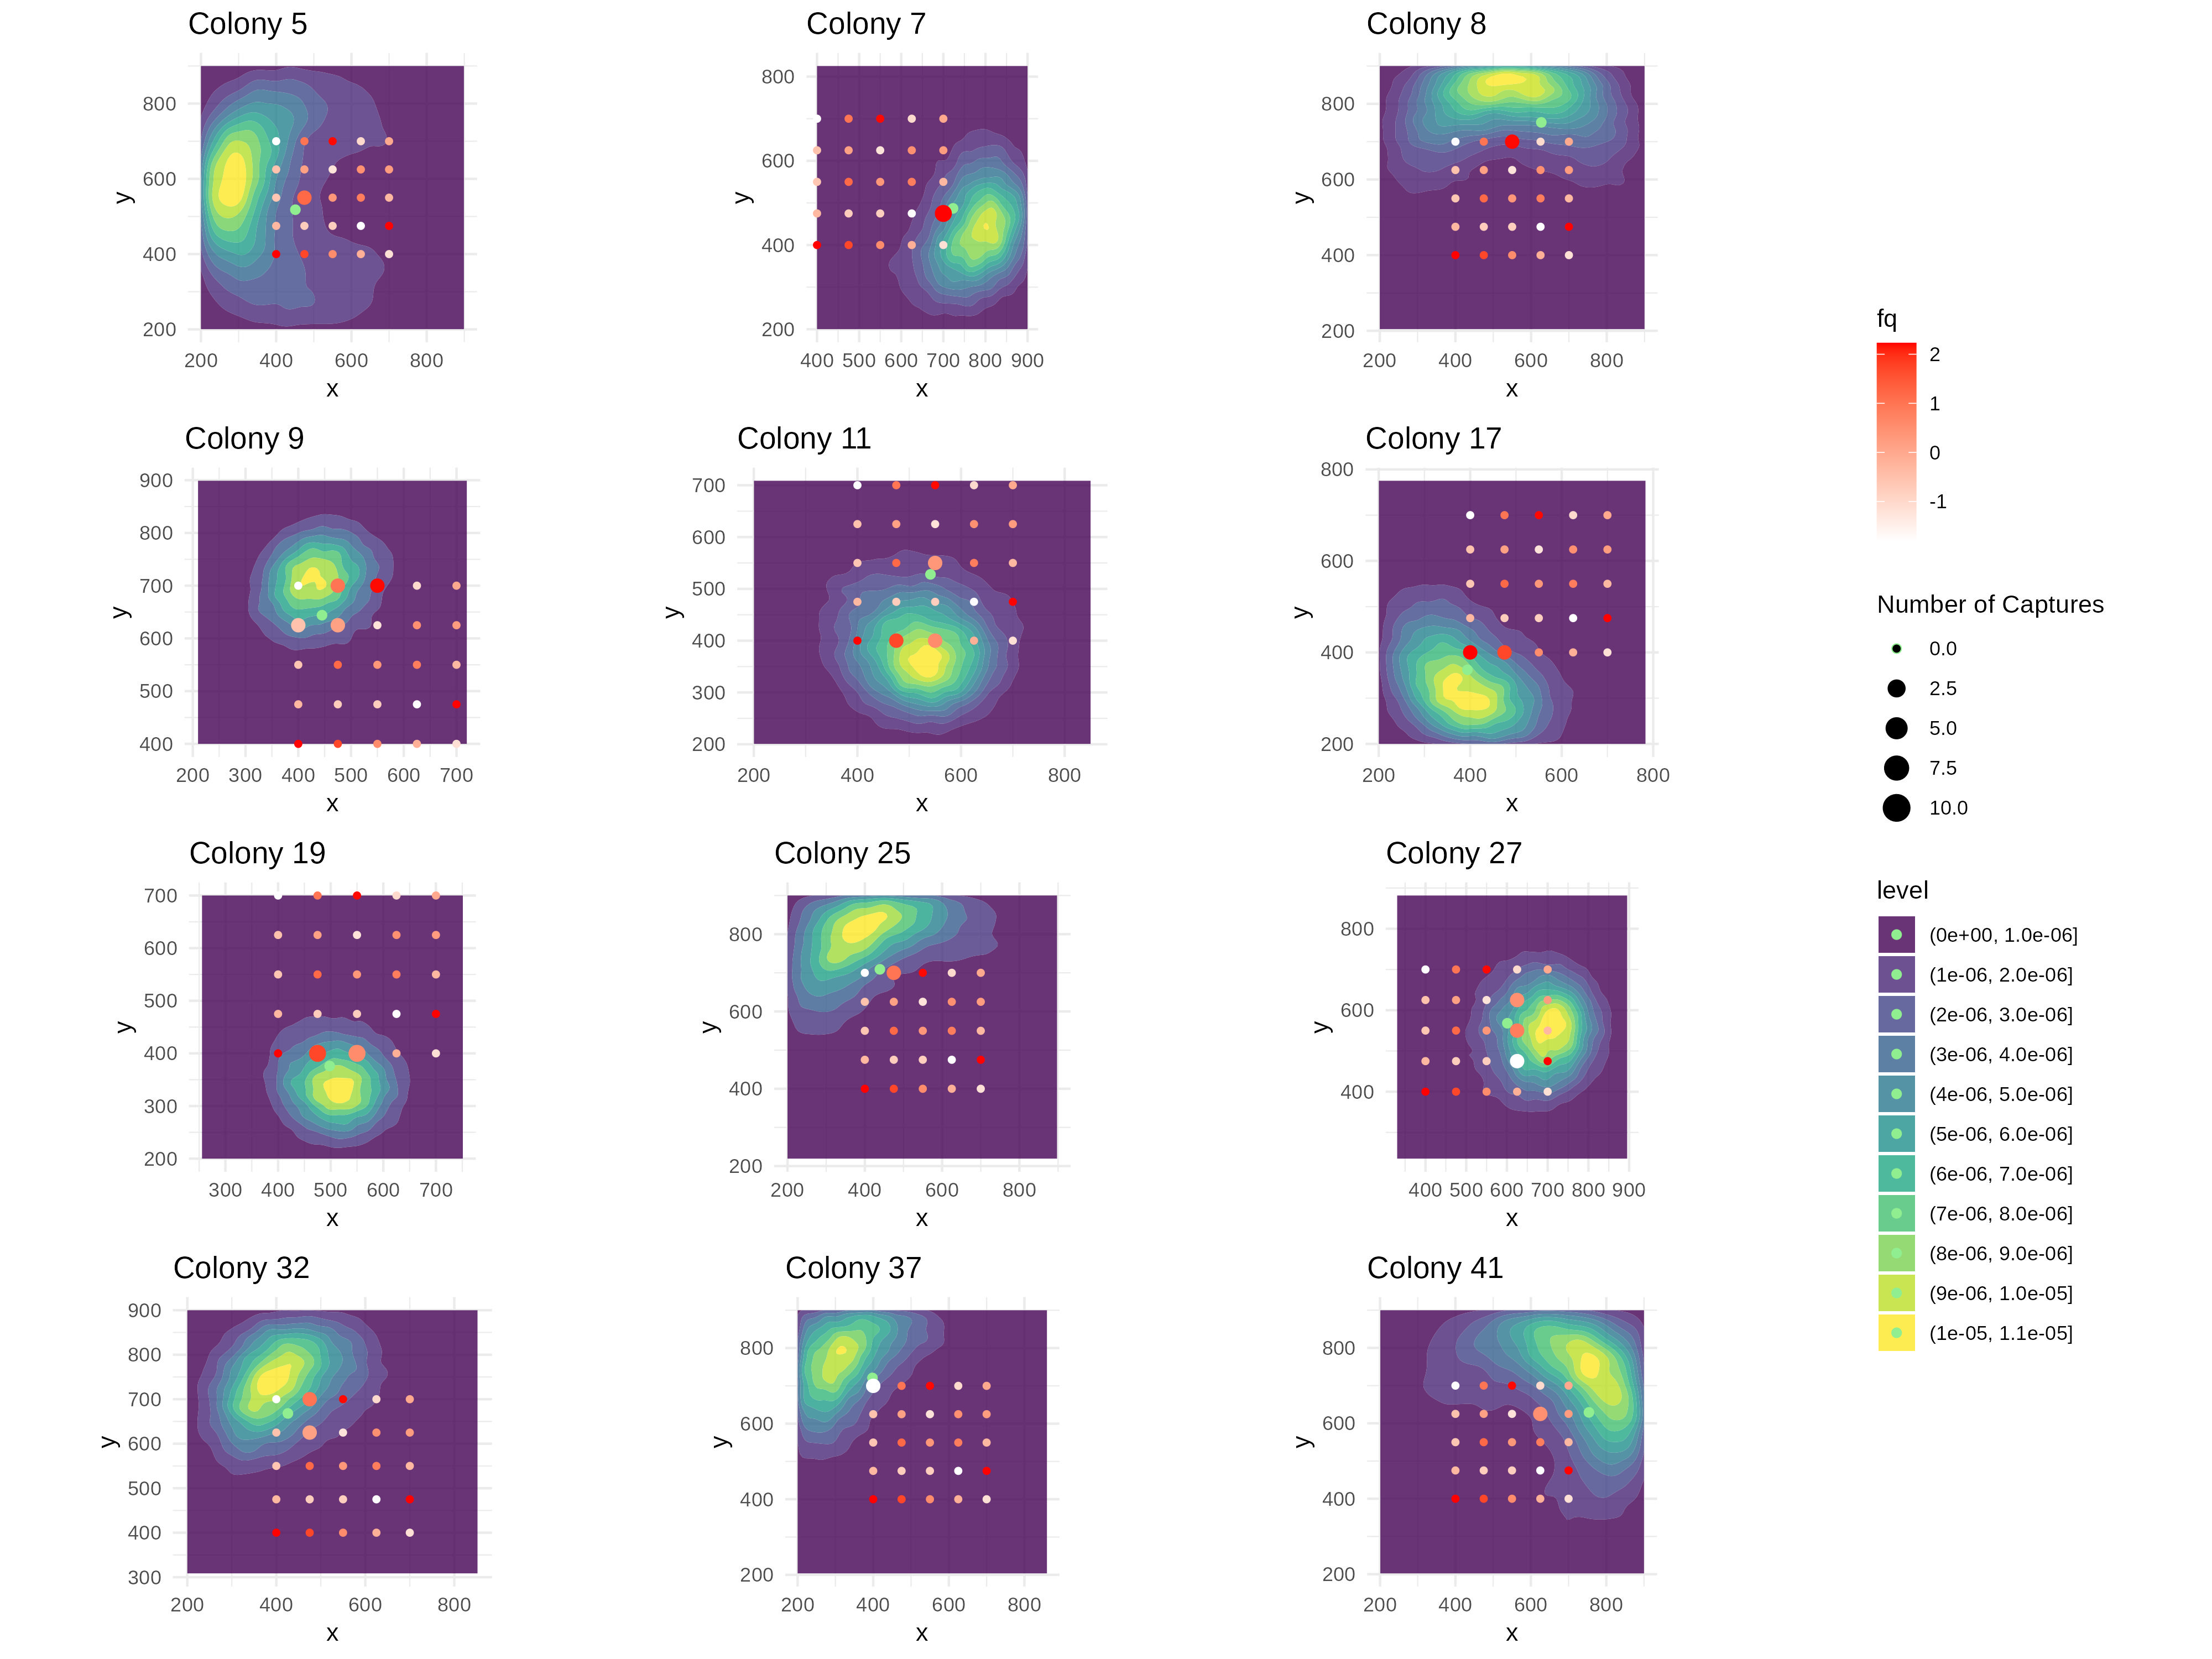 Colony 5
800
600
400
200
y
200 400 600 800
x
Colony 7
800
600
400
200
y
400 500 600 700 800 900
x
Colony 8
800
600
400
200
y
200 400 600 800
x
Colony 9
900
800
700
600
500
400
y
200 300 400 500 600 700
x
Colony 11
700
600
500
400
300
200
y
200 400 600 800
x
Colony 17
800
600
400
200
y
200 400 600 800
x
Colony 19
700
600
500
400
300
200
y
300 400 500 600 700
x
Colony 25
800
600
400
200
y
200 400 600 800
x
Colony 27
800
600
400
y
400 500 600 700 800 900
x
Colony 32
900
800
700
600
500
400
300
y
200 400 600 800
x
Colony 37
800
600
400
200
y
200 400 600 800
x
Colony 41
800
600
400
200
y
200 400 600 800
x
fq
2
1
0
-1
Number of Captures
0.0
2.5
5.0
7.5
10.0
level
(0e+00, 1.0e-06]
(1e-06, 2.0e-06]
(2e-06, 3.0e-06]
(3e-06, 4.0e-06]
(4e-06, 5.0e-06]
(5e-06, 6.0e-06]
(6e-06, 7.0e-06]
(7e-06, 8.0e-06]
(8e-06, 9.0e-06]
(9e-06, 1.0e-05]
(1e-05, 1.1e-05]